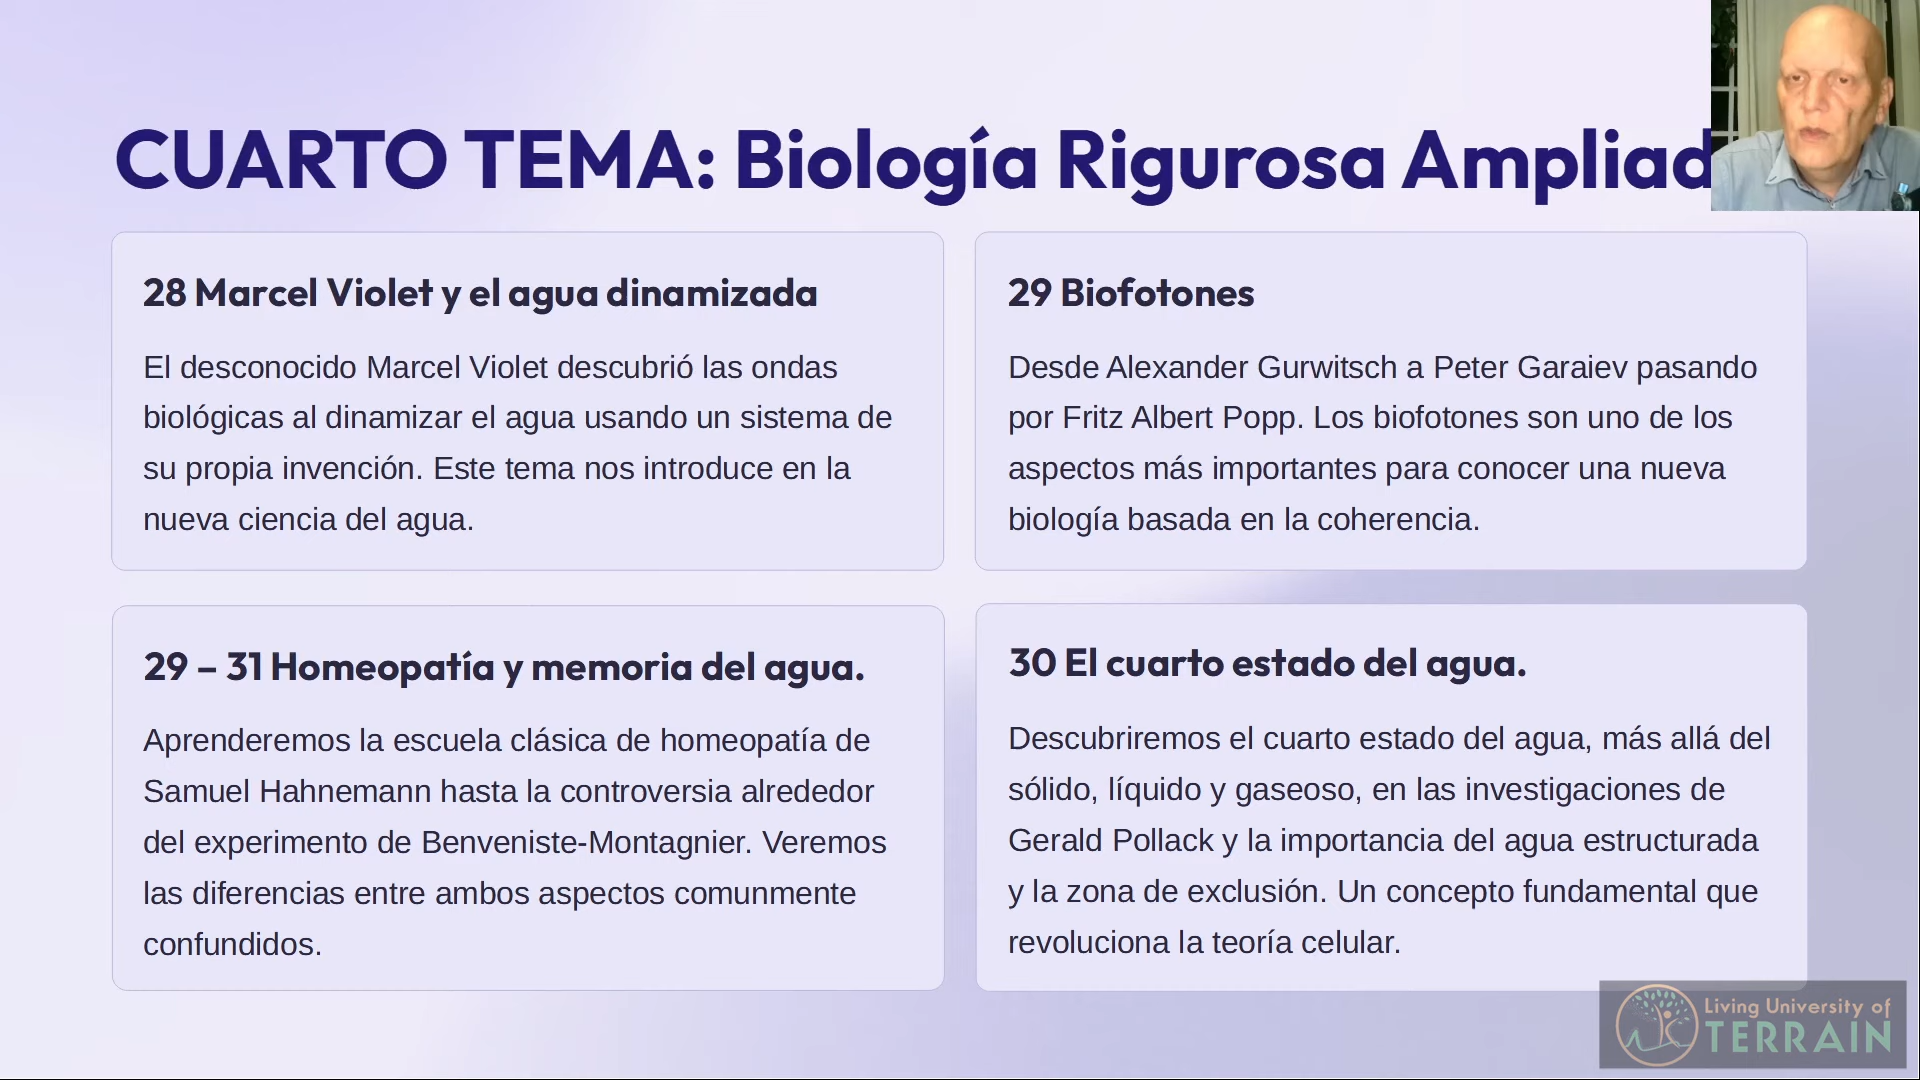 CUARTO TEMA: Biología Rigurosa Ampliad
28 Marcel Violet y el agua dinamizada
El desconocido Marcel Violet descubrió las ondas
biológicas al dinamizar el agua usando un sistema de
su propia invención. Este tema nos introduce en la
nueva ciencia del agua.
29 Biofotones
Desde Alexander Gurwitsch a Peter Garaiev pasando
por Fritz Albert Popp. Los biofotones son uno de los
aspectos más importantes para conocer una nueva
biología basada en la coherencia.
29 – 31 Homeopatía y memoria del agua.
Aprenderemos la escuela clásica de homeopatía de
Samuel Hahnemann hasta la controversia alrededor
del experimento de Benveniste-Montagnier. Veremos
las diferencias entre ambos aspectos comunmente
confundidos.
30 El cuarto estado del agua.
Descubriremos el cuarto estado del agua, más allá del
sólido, líquido y gaseoso, en las investigaciones de
Gerald Pollack y la importancia del agua estructurada
y la zona de exclusión. Un concepto fundamental que
revoluciona la teoría celular.
Living University of
TERRAIN